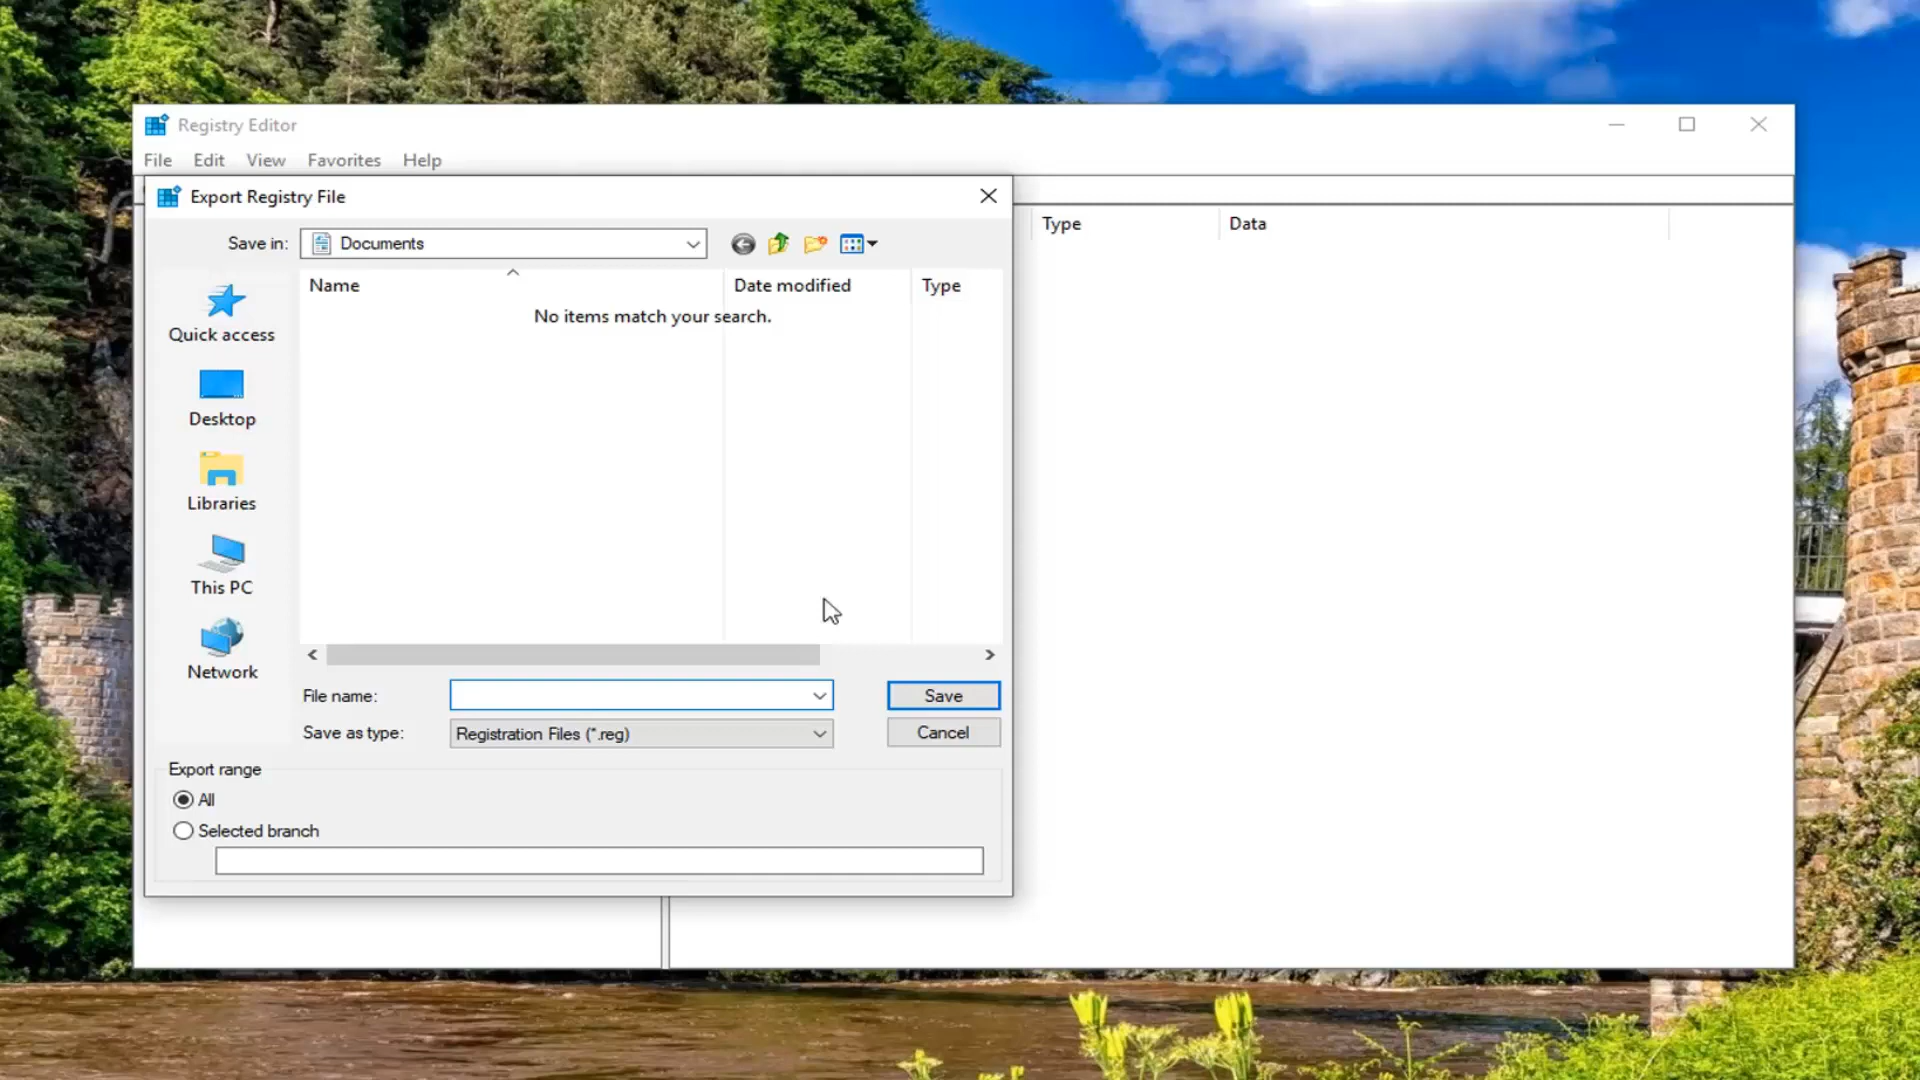 Registry Editor
File Edit View Favorites Help
Export Registry File
Save in: Documents
Type Data
Name Date modified Type
No items match your search.
Quick access
Desktop
Libraries
This PC
Network
File name: Save
Save as type: Registration Files (*.reg) Cancel
Export range
All
Selected branch